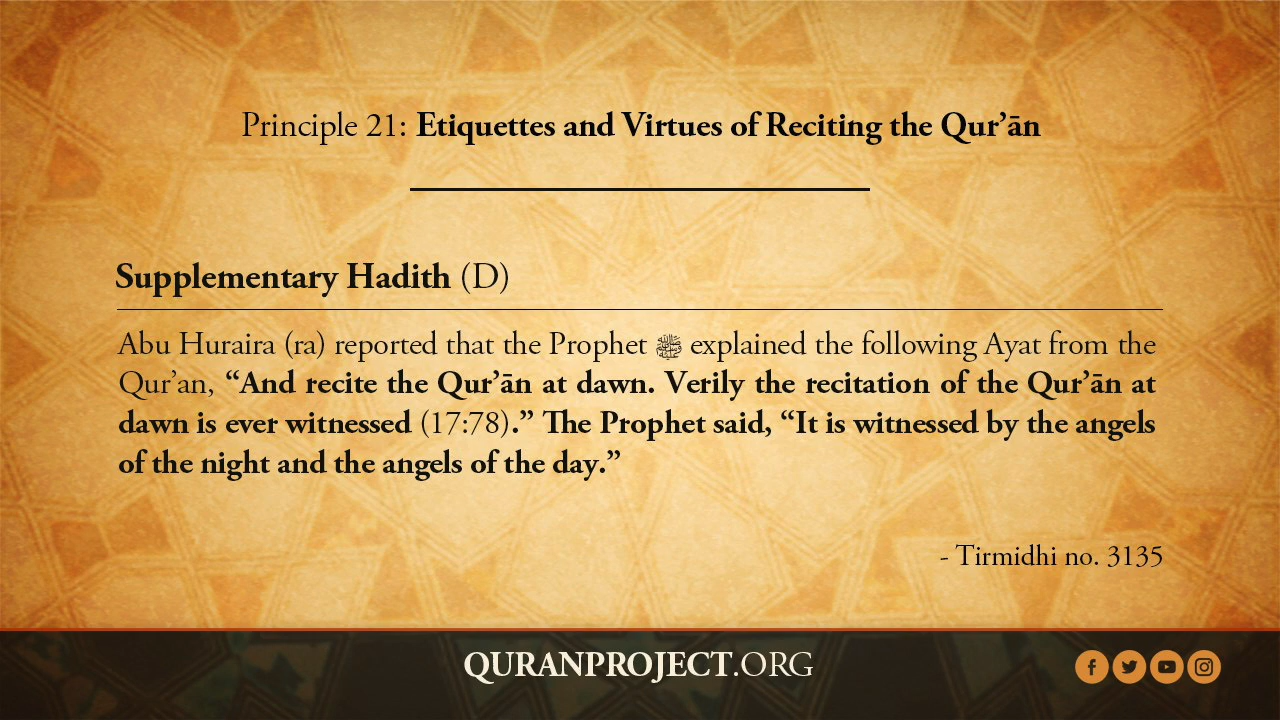 Principle 21: Etiquettes and Virtues of Reciting the Qur’ān
Supplementary Hadith (D)
Abu Huraira (ra) reported that the Prophet ﷺ explained the following Ayat from the
Qur’an, “And recite the Qur’ān at dawn. Verily the recitation of the Qur’ān at
dawn is ever witnessed (17:78).” The Prophet said, “It is witnessed by the angels
of the night and the angels of the day.”
- Tirmidhi no. 3135
QURANPROJECT.ORG